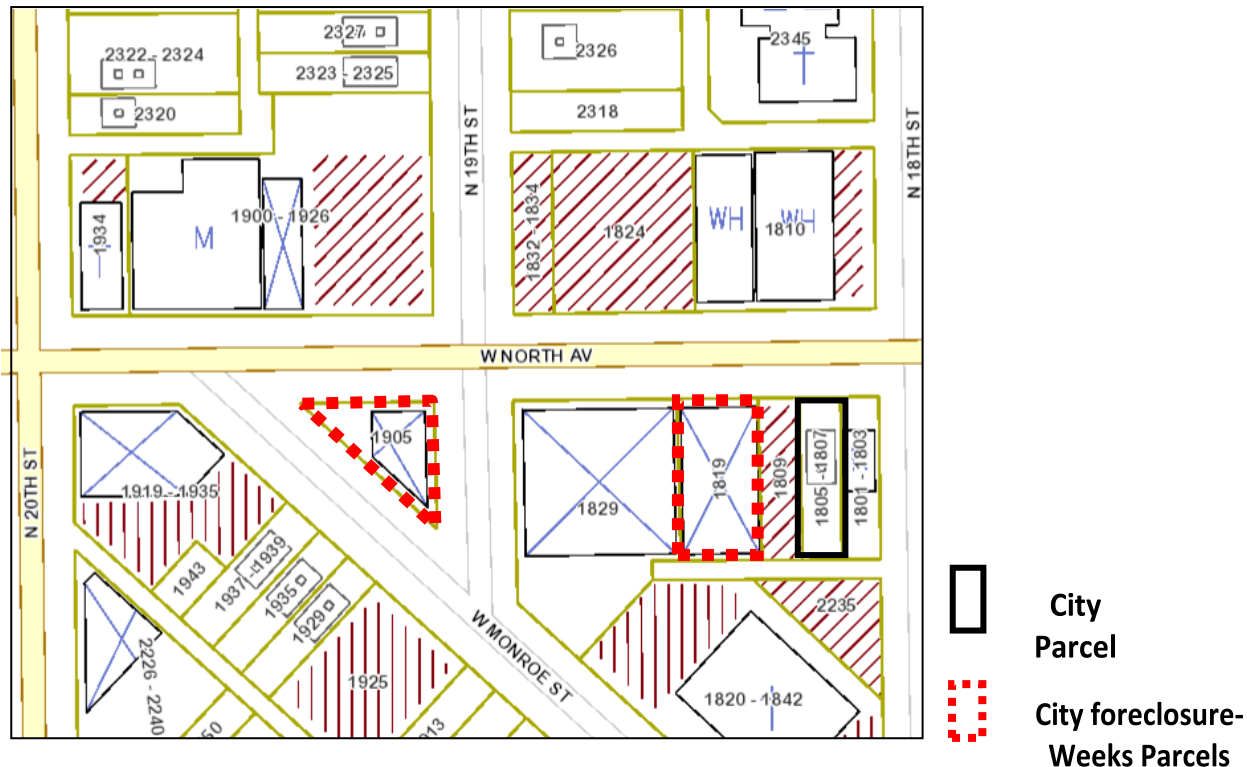 2322 - 2324
2327
2326
2345
2323 - 2325
2320
2318
N 19TH ST
N 18TH ST
1934
M
1900 - 1926
1832 - 1834
1824
WH
WH
1810
W NORTH AV
N 20TH ST
1905
1919 - 1935
1829
1819
1809
1805 - 1807
1801 - 1803
1943
1937 - 1939
1935
1929
2226 - 2240
1925
W MONROE ST
2235
1820 - 1842
50
913
City
Parcel
City foreclosure-
Weeks Parcels